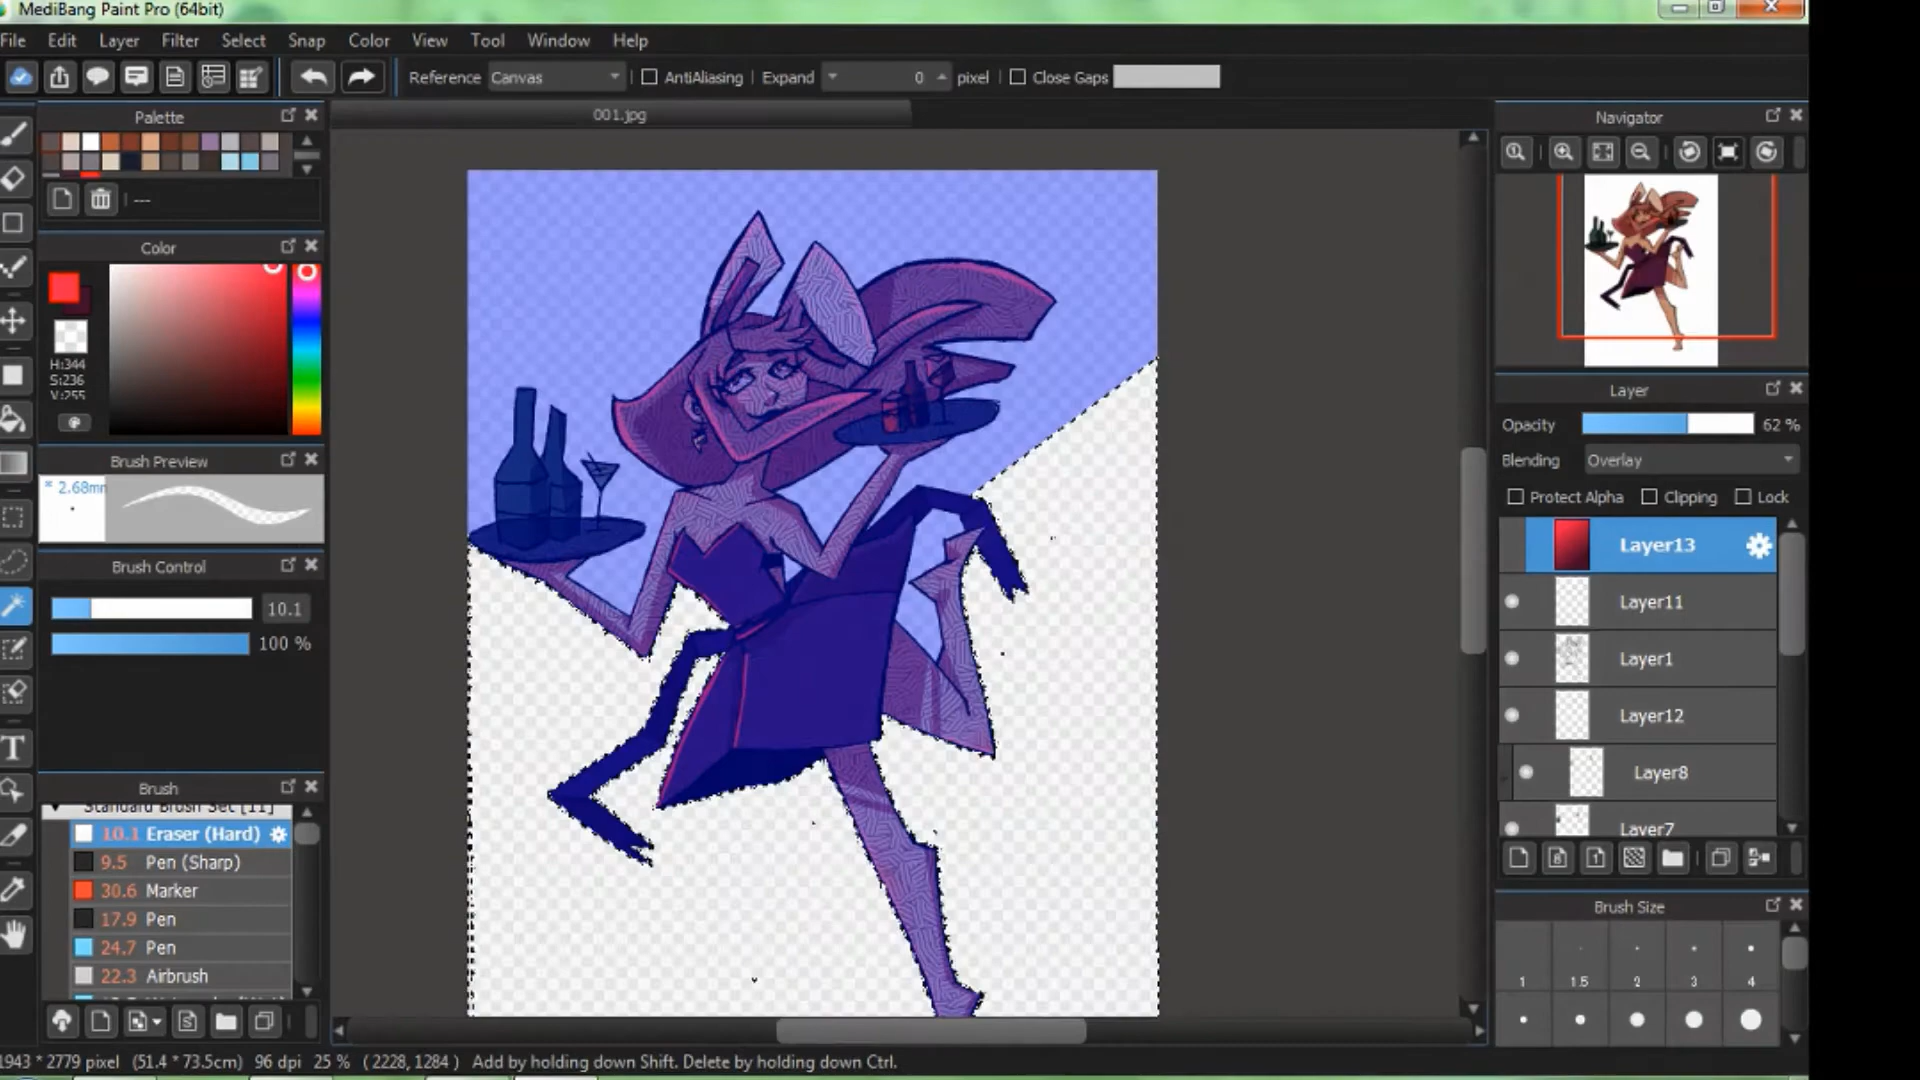 MediBang Paint Pro (64bit)
File Edit Layer Filter Select Snap Color View Tool Window Help
Reference Canvas AntiAliasing Expand 0 pixel Close Gaps
001.jpg
Palette
---
Color
H:344
S:236
V:255
Brush Preview
* 2.68mm
Brush Control
10.1
100 %
Brush
Standard Brush Set [11]
10.1 Eraser (Hard)
9.5 Pen (Sharp)
30.6 Marker
17.9 Pen
24.7 Pen
22.3 Airbrush
Navigator
Layer
Opacity 62 %
Blending Overlay
Protect Alpha Clipping Lock
Layer13
Layer11
Layer1
Layer12
Layer8
Layer7
Brush Size
1 1.5 2 3 4
1943 * 2779 pixel (51.4 * 73.5cm) 96 dpi 25 % ( 2228, 1284 ) Add by holding down Shift. Delete by holding down Ctrl.